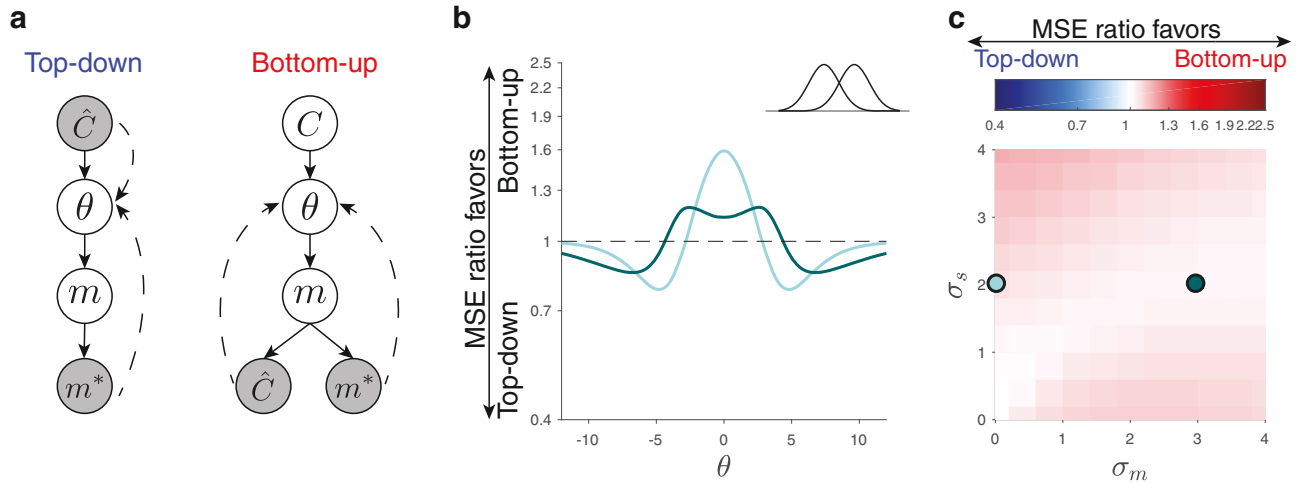 a
Top-down
Bottom-up
Ĉ
θ
m
m*
C
θ
m
Ĉ
m*
b
MSE ratio favors
Top-down
Bottom-up
2.5
2.2
1.9
1.6
1.3
1
0.7
0.4
-10
-5
0
5
10
θ
c
MSE ratio favors
Top-down
Bottom-up
0.4
0.7
1
1.3
1.6
1.9
2.2
2.5
4
3
2
1
0
σs
0
1
2
3
4
σm